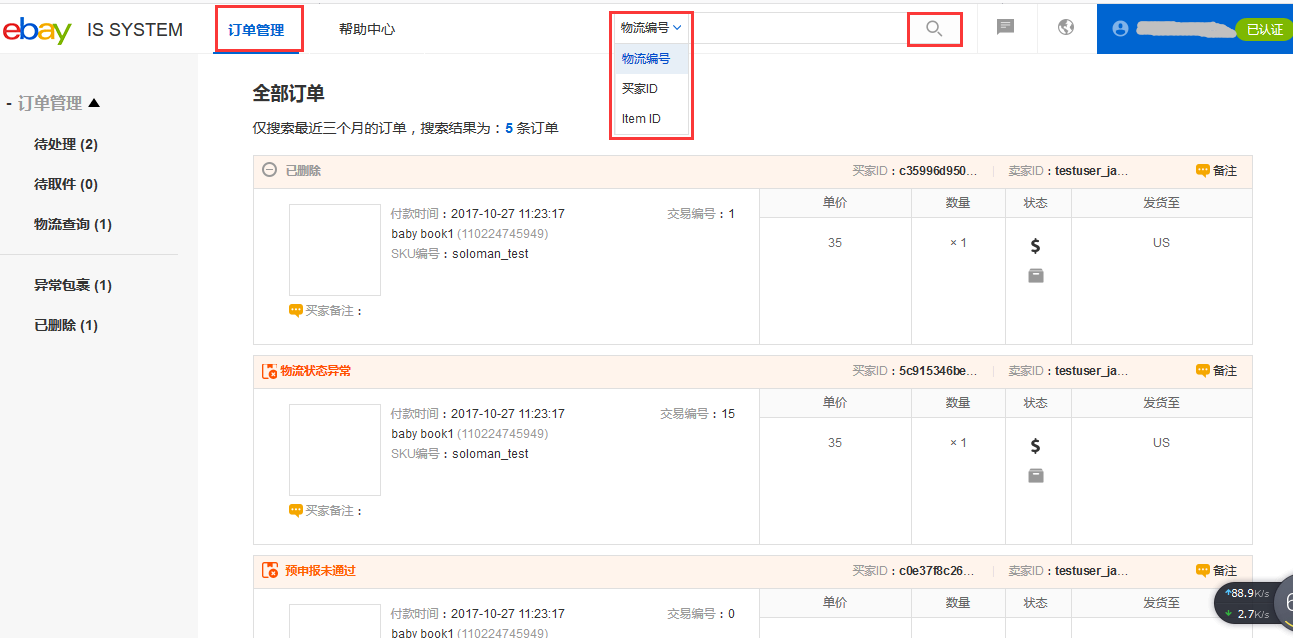 ebay IS SYSTEM 订单管理 帮助中心 物流编号 已认证
物流编号
买家ID
Item ID
- 订单管理
待处理 (2)
待取件 (0)
物流查询 (1)
异常包裹 (1)
已删除 (1)
全部订单
仅搜索最近三个月的订单，搜索结果为：5 条订单
已删除 买家ID：c35996d950... 卖家ID：testuser_ja... 备注
单价 数量 状态 发货至
付款时间：2017-10-27 11:23:17 交易编号：1
baby book1 (110224745949)
35 × 1 $ US
SKU编号：soloman_test
买家备注：
物流状态异常 买家ID：5c915346be... 卖家ID：testuser_ja... 备注
单价 数量 状态 发货至
付款时间：2017-10-27 11:23:17 交易编号：15
baby book1 (110224745949)
35 × 1 $ US
SKU编号：soloman_test
买家备注：
预申报未通过 买家ID：c0e37f8c26... 卖家ID：testuser_ja... 备注
单价 数量 状态 发货至
付款时间：2017-10-27 11:23:17 交易编号：0
baby book1 (110224745949)
88.9K/s
2.7K/s